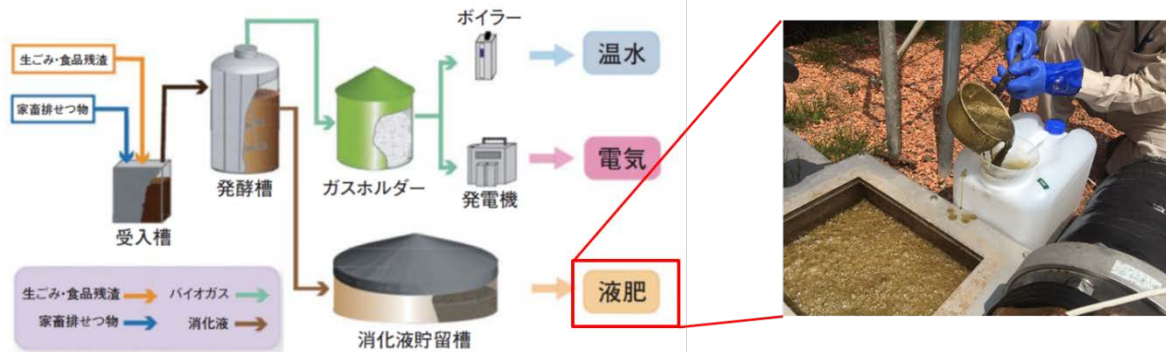 生ごみ・食品残渣
家畜排せつ物
受入槽
発酵槽
ガスホルダー
ボイラー
温水
発電機
電気
消化液貯留槽
液肥
生ごみ・食品残渣
バイオガス
家畜排せつ物
消化液